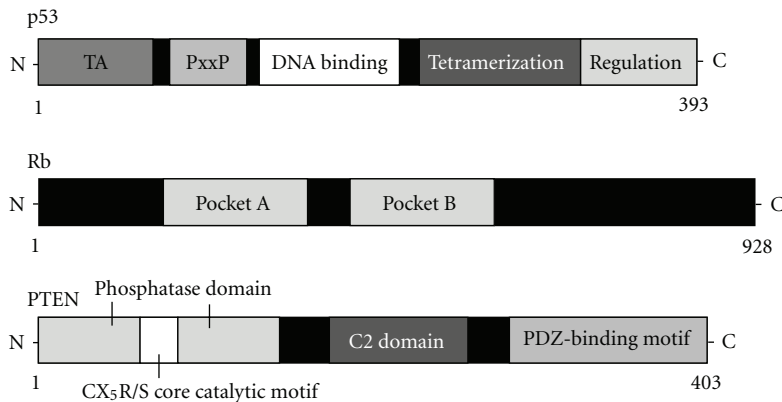 p53
N TA PxxP DNA binding Tetramerization Regulation C
1 393
Rb
N Pocket A Pocket B C
1 928
Phosphatase domain
PTEN
N C2 domain PDZ-binding motif C
1 403
CX₅R/S core catalytic motif